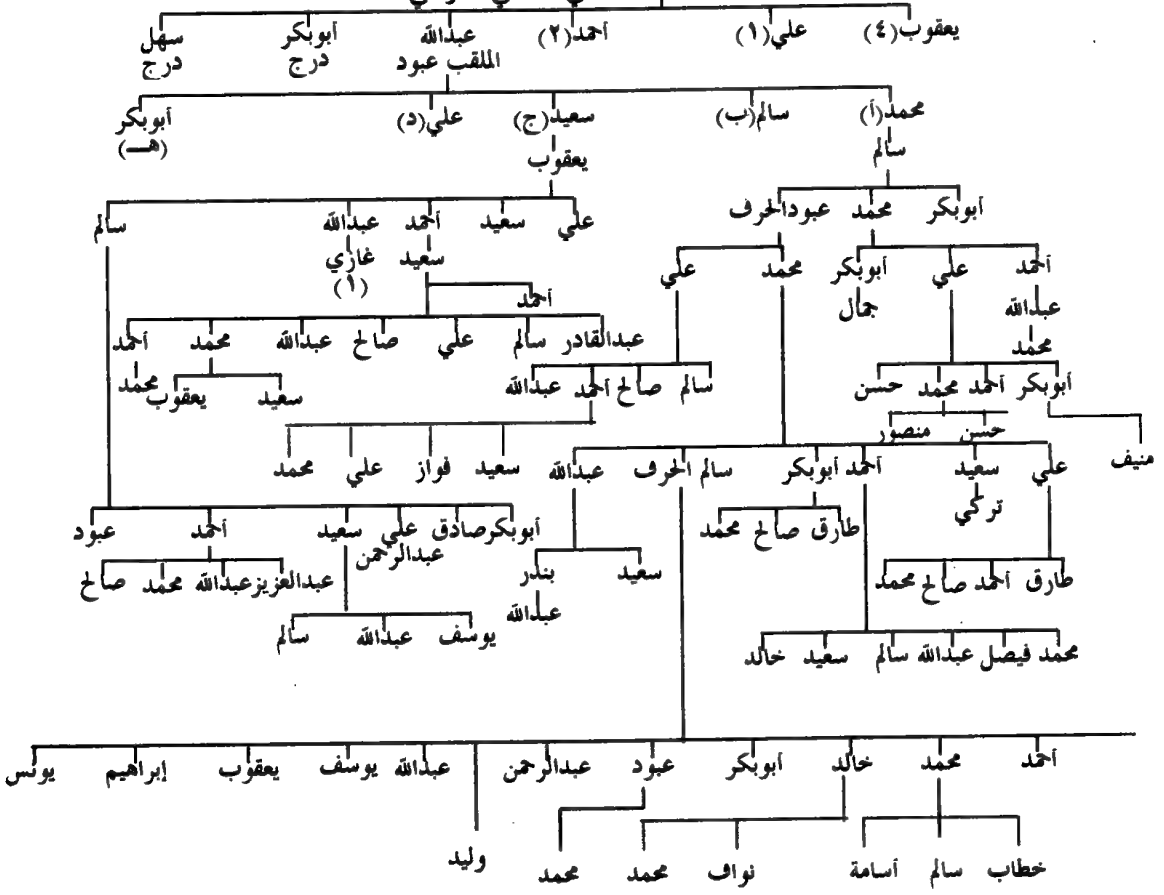 يعقوب(٤) علي(١) أحمد(٢) عبدالله أبوبكر سهل
الملقب عبود درج درج
محمد(أ) سالم(ب) سعيد(ج) علي(د) أبوبكر
(هـ)
سالم يعقوب
أبوبكر محمد عبودالحرف علي سعيد أحمد عبدالله سالم
أحمد علي أبوبكر محمد علي سعيد غازي
(١)
عبدالله جمال أحمد
محمد عبدالقادر سالم علي صالح عبدالله محمد أحمد
أبوبكر أحمد محمد حسن سالم صالح أحمد عبدالله سعيد يعقوب محمد
حسن منصور
منيف علي سعيد أحمد أبوبكر سالم الحرف عبدالله سعيد فواز علي محمد
تركي
طارق صالح محمد أبوبكر صادق علي سعيد أحمد عبود
عبدالرحمن
طارق أحمد صالح محمد سعيد بندر عبدالعزيز عبدالله محمد صالح
عبدالله
يوسف عبدالله سالم
محمد فيصل عبدالله سالم سعيد خالد
أحمد محمد خالد أبوبكر عبود عبدالرحمن عبدالله يوسف يعقوب إبراهيم يونس
خطاب سالم أسامة نواف محمد محمد وليد